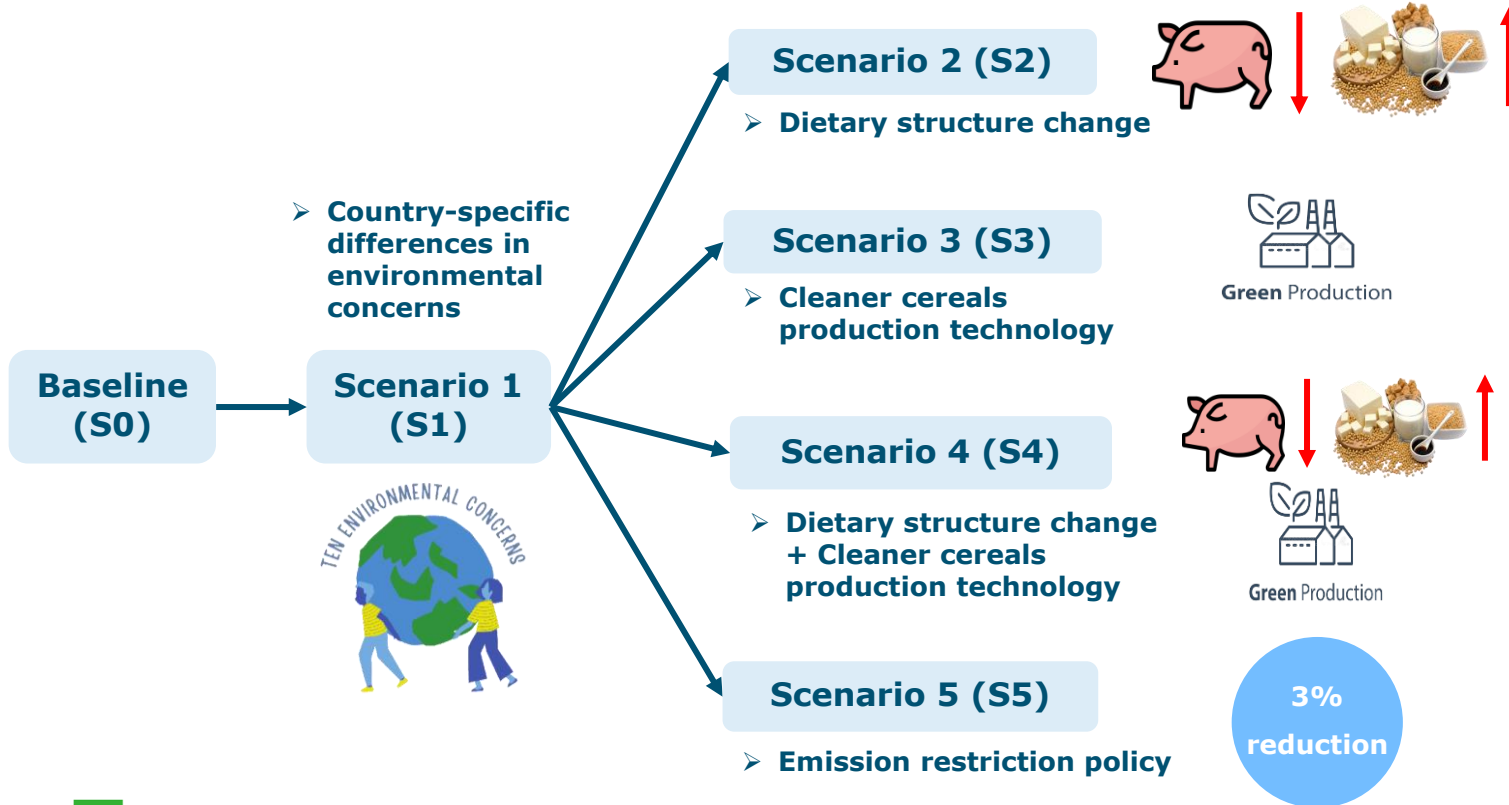 Scenario 2 (S2)
➢ Dietary structure change
➢ Country-specific
differences in
environmental
concerns
Scenario 3 (S3)
Green Production
➢ Cleaner cereals
production technology
Baseline
(S0)
Scenario 1
(S1)
Scenario 4 (S4)
TEN ENVIRONMENTAL CONCERNS
➢ Dietary structure change
+ Cleaner cereals
production technology
Green Production
Scenario 5 (S5)
3%
reduction
➢ Emission restriction policy